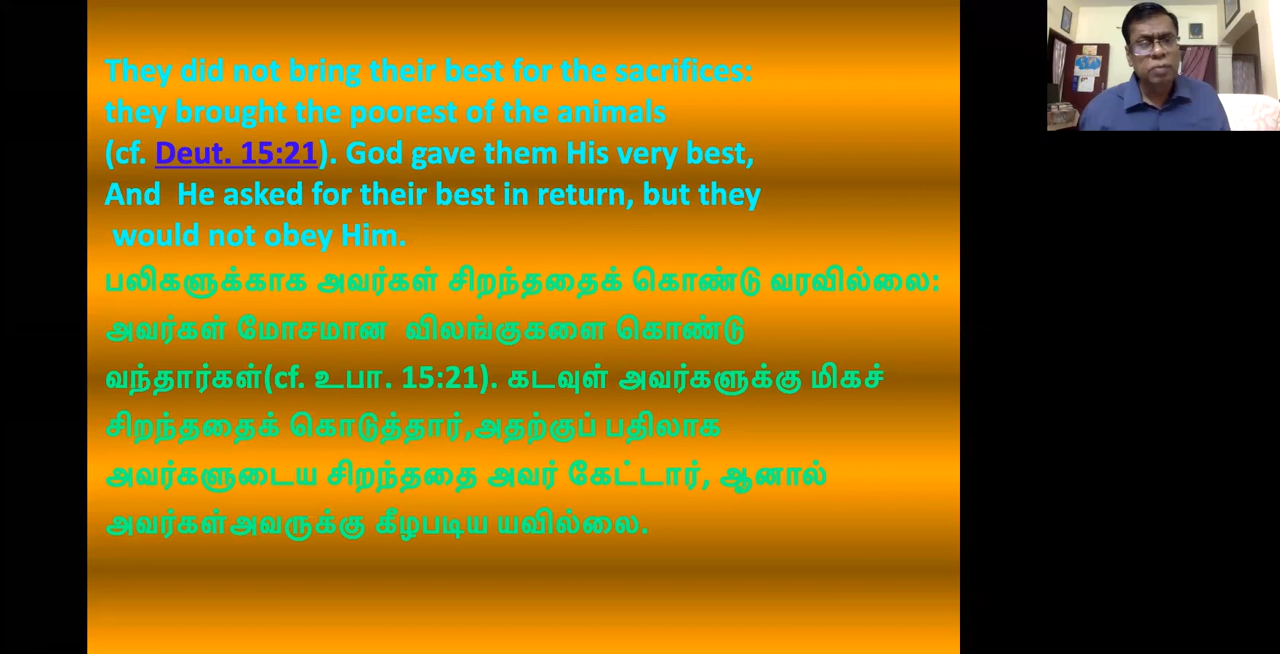 They did not bring their best for the sacrifices:
they brought the poorest of the animals
(cf. Deut. 15:21). God gave them His very best,
And  He asked for their best in return, but they
would not obey Him.
பலிகளுக்காக அவர்கள் சிறந்ததைக் கொண்டு வரவில்லை:
அவர்கள் மோசமான  விலங்குகளை கொண்டு
வந்தார்கள்(cf. உபா. 15:21). கடவுள் அவர்களுக்கு மிகச்
சிறந்ததைக் கொடுத்தார்,அதற்குப் பதிலாக
அவர்களுடைய சிறந்ததை அவர் கேட்டார், ஆனால்
அவர்கள்அவருக்கு கீழபடிய யவில்லை.